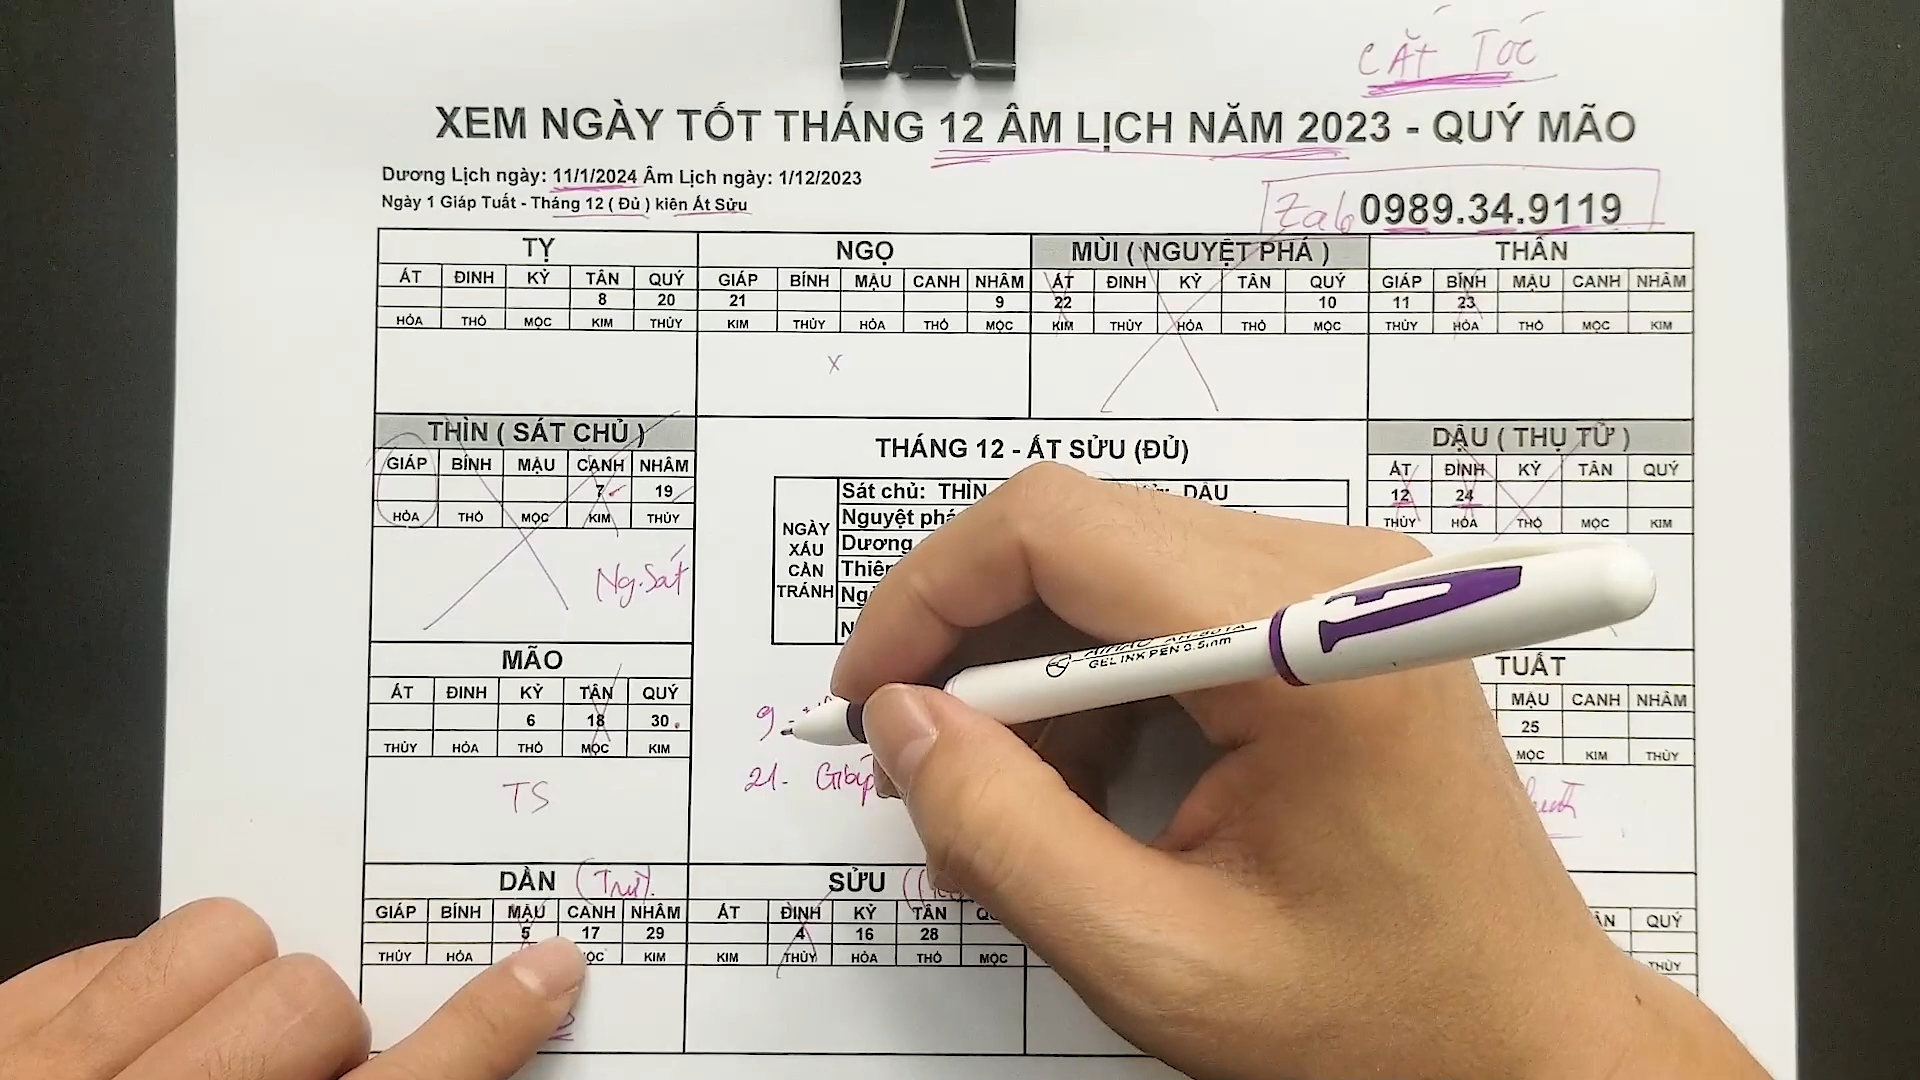 CẮT TÓC
XEM NGÀY TỐT THÁNG 12 ÂM LỊCH NĂM 2023 - QUÝ MÃO
Dương Lịch ngày: 11/1/2024 Âm Lịch ngày: 1/12/2023
Ngày 1 Giáp Tuất - Tháng 12 ( Đủ ) kiến Ất Sửu
Zalo 0989.34.9119
TỴ
ẤT ĐINH KỶ TÂN QUÝ
8 20
HỎA THỔ MỘC KIM THỦY
NGỌ
GIÁP BÍNH MẬU CANH NHÂM
21 9
KIM THỦY HỎA THỔ MỘC
x
MÙI ( NGUYỆT PHÁ )
ẤT ĐINH KỶ TÂN QUÝ
22 10
KIM THỦY HỎA THỔ MỘC
THÂN
GIÁP BÍNH MẬU CANH NHÂM
11 23
THỦY HỎA THỔ MỘC KIM
THÌN ( SÁT CHỦ )
GIÁP BÍNH MẬU CANH NHÂM
7 19
HỎA THỔ MỘC KIM THỦY
Ng.Sát
THÁNG 12 - ẤT SỬU (ĐỦ)
NGÀY XẤU CẦN TRÁNH
Sát chủ: THÌN DẬU
Nguyệt phá
Dương
Thiên
DẬU ( THỤ TỬ )
ẤT ĐINH KỶ TÂN QUÝ
12 24
THỦY HỎA THỔ MỘC KIM
MÃO
ẤT ĐINH KỶ TÂN QUÝ
6 18 30
THỦY HỎA THỔ MỘC KIM
TS
9 -
21 - Giáp
TUẤT
MẬU CANH NHÂM
25
MỘC KIM THỦY
DẦN (Trực)
GIÁP BÍNH MẬU CANH NHÂM
5 17 29
THỦY HỎA KIM
SỬU
ẤT ĐINH KỶ TÂN
4 16 28
KIM THỦY HỎA THỔ MỘC
QUÝ
THỦY